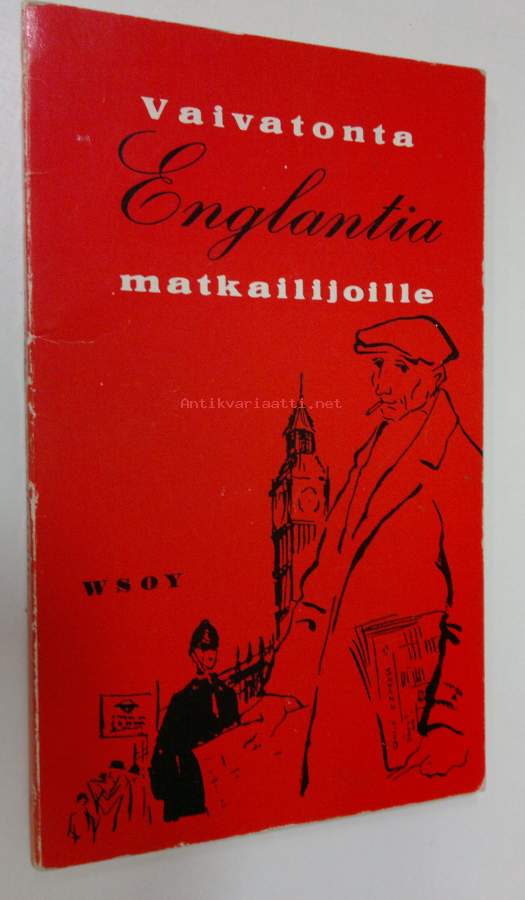 Vaivatonta
Englantia
matkailijoille
Antikvariaatti.net
WSOY